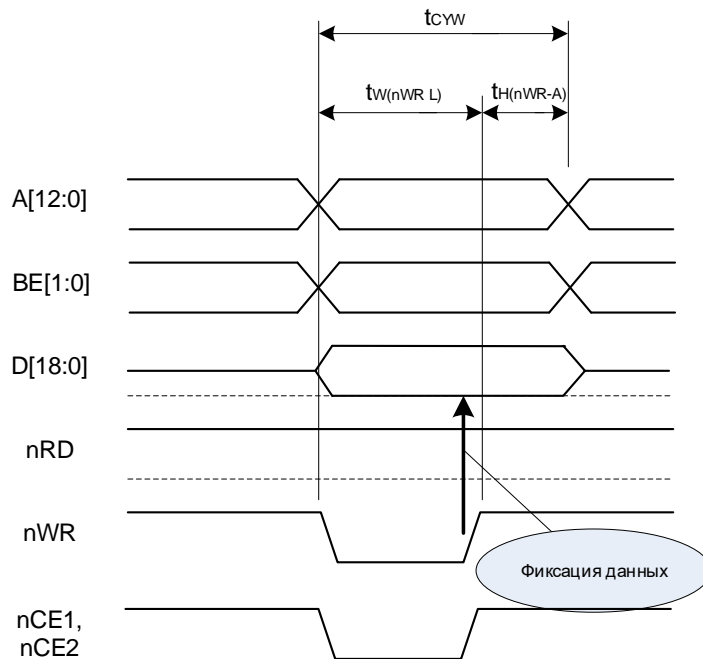 tCYW
tW(nWR L)
tH(nWR-A)
A[12:0]
BE[1:0]
D[18:0]
nRD
nWR
Фиксация данных
nCE1,
nCE2